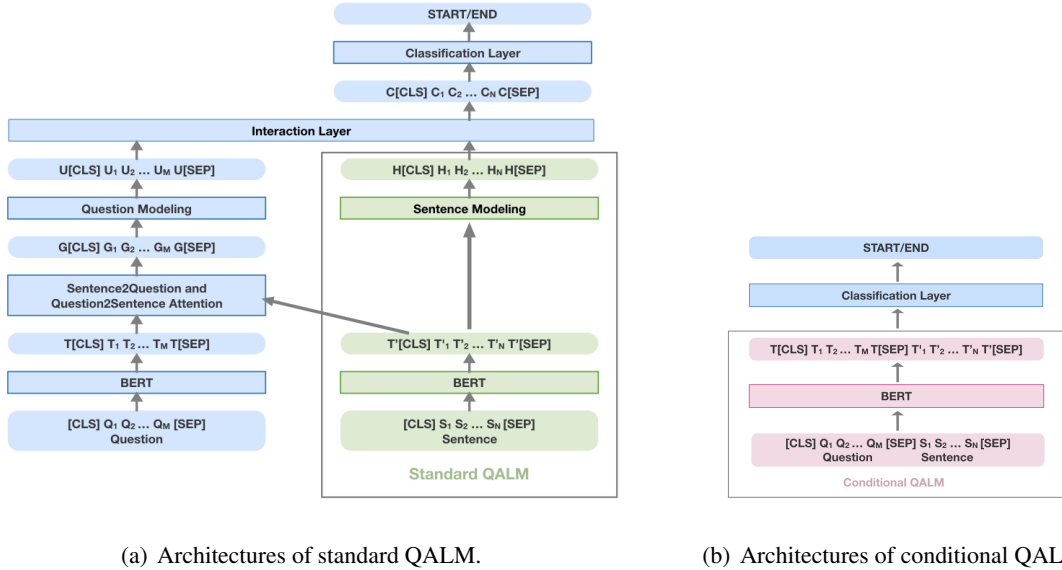 START/END
Classification Layer
C[CLS] C₁ C₂ ... C_N C[SEP]
Interaction Layer
U[CLS] U₁ U₂ ... U_M U[SEP]
Question Modeling
G[CLS] G₁ G₂ ... G_M G[SEP]
Sentence2Question and
Question2Sentence Attention
T[CLS] T₁ T₂ ... T_M T[SEP]
BERT
[CLS] Q₁ Q₂ ... Q_M [SEP]
Question
H[CLS] H₁ H₂ ... H_N H[SEP]
Sentence Modeling
T'[CLS] T'₁ T'₂ ... T'_N T'[SEP]
BERT
[CLS] S₁ S₂ ... S_N [SEP]
Sentence
Standard QALM
(a) Architectures of standard QALM.
START/END
Classification Layer
T[CLS] T₁ T₂ ... T_M T[SEP] T'₁ T'₂ ... T'_N T'[SEP]
BERT
[CLS] Q₁ Q₂ ... Q_M [SEP] S₁ S₂ ... S_N [SEP]
Question Sentence
Conditional QALM
(b) Architectures of conditional QAL